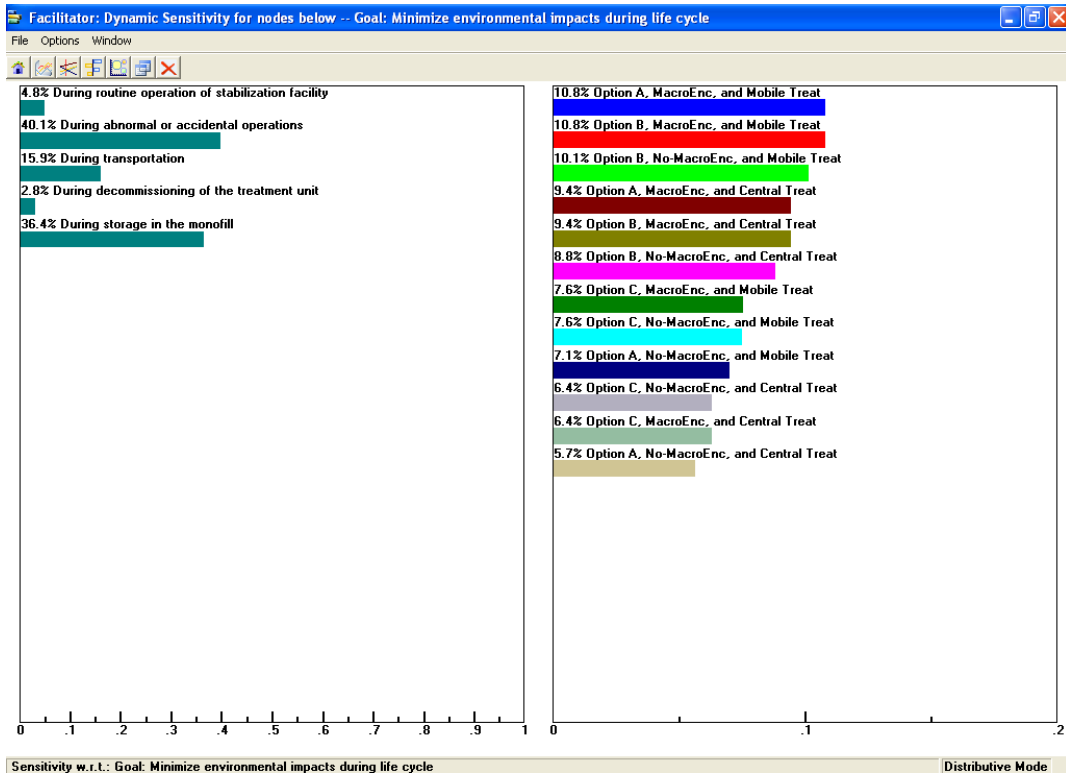 Facilitator: Dynamic Sensitivity for nodes below -- Goal: Minimize environmental impacts during life cycle
File Options Window
4.8% During routine operation of stabilization facility
40.1% During abnormal or accidental operations
15.9% During transportation
2.8% During decommissioning of the treatment unit
36.4% During storage in the monofill
0 .1 .2 .3 .4 .5 .6 .7 .8 .9 1
10.8% Option A, MacroEnc, and Mobile Treat
10.8% Option B, MacroEnc, and Mobile Treat
10.1% Option B, No-MacroEnc, and Mobile Treat
9.4% Option A, MacroEnc, and Central Treat
9.4% Option B, MacroEnc, and Central Treat
8.8% Option B, No-MacroEnc, and Central Treat
7.6% Option C, MacroEnc, and Mobile Treat
7.6% Option C, No-MacroEnc, and Mobile Treat
7.1% Option A, No-MacroEnc, and Mobile Treat
6.4% Option C, No-MacroEnc, and Central Treat
6.4% Option C, MacroEnc, and Central Treat
5.7% Option A, No-MacroEnc, and Central Treat
0 .1 .2
Sensitivity w.r.t.: Goal: Minimize environmental impacts during life cycle
Distributive Mode